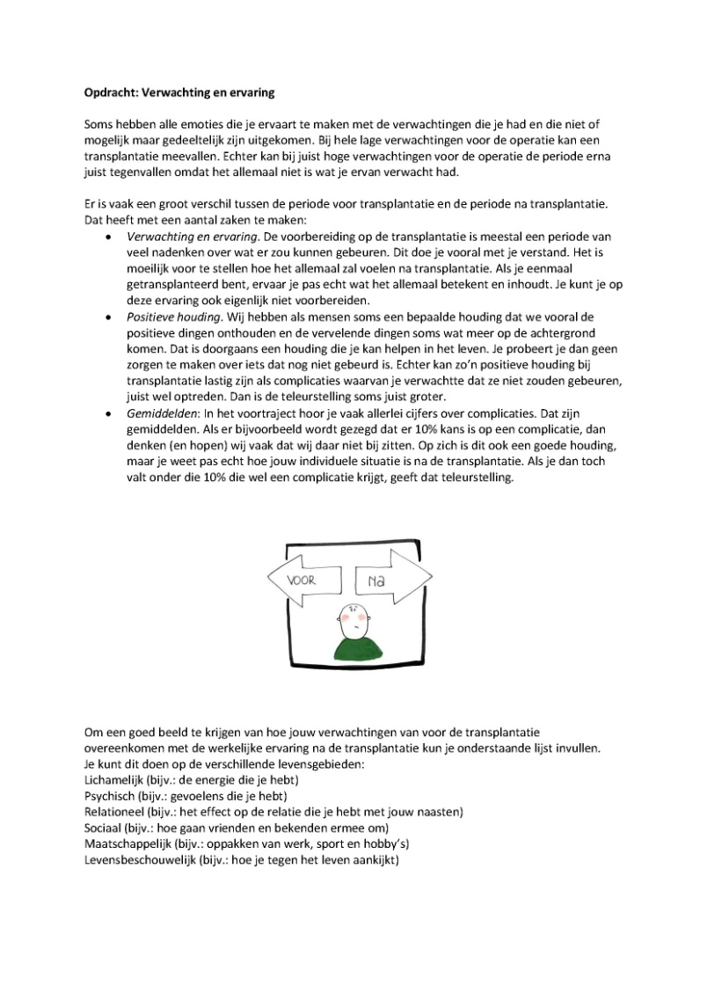 Opdracht: Verwachting en ervaring
Soms hebben alle emoties die je ervaart te maken met de verwachtingen die je had en die niet of
mogelijk maar gedeeltelijk zijn uitgekomen. Bij hele lage verwachtingen voor de operatie kan een
transplantatie meevallen. Echter kan bij juist hoge verwachtingen voor de operatie de periode erna
juist tegenvallen omdat het allemaal niet is wat je ervan verwacht had.
Er is vaak een groot verschil tussen de periode voor transplantatie en de periode na transplantatie.
Dat heeft met een aantal zaken te maken:
• Verwachting en ervaring. De voorbereiding op de transplantatie is meestal een periode van
veel nadenken over wat er zou kunnen gebeuren. Dit doe je vooral met je verstand. Het is
moeilijk voor te stellen hoe het allemaal zal voelen na transplantatie. Als je eenmaal
getransplanteerd bent, ervaar je pas echt wat het allemaal betekent en inhoudt. Je kunt je op
deze ervaring ook eigenlijk niet voorbereiden.
• Positieve houding. Wij hebben als mensen soms een bepaalde houding dat we vooral de
positieve dingen onthouden en de vervelende dingen soms wat meer op de achtergrond
komen. Dat is doorgaans een houding die je kan helpen in het leven. Je probeert je dan geen
zorgen te maken over iets dat nog niet gebeurd is. Echter kan zo'n positieve houding bij
transplantatie lastig zijn als complicaties waarvan je verwachtte dat ze niet zouden gebeuren,
juist wel optreden. Dan is de teleurstelling soms juist groter.
• Gemiddelden: In het voortraject hoor je vaak allerlei cijfers over complicaties. Dat zijn
gemiddelden. Als er bijvoorbeeld wordt gezegd dat er 10% kans is op een complicatie, dan
denken (en hopen) wij vaak dat wij daar niet bij zitten. Op zich is dit ook een goede houding,
maar je weet pas echt hoe jouw individuele situatie is na de transplantatie. Als je dan toch
valt onder die 10% die wel een complicatie krijgt, geeft dat teleurstelling.
VOOR
Na
Om een goed beeld te krijgen van hoe jouw verwachtingen van voor de transplantatie
overeenkomen met de werkelijke ervaring na de transplantatie kun je onderstaande lijst invullen.
Je kunt dit doen op de verschillende levensgebieden:
Lichamelijk (bijv.: de energie die je hebt)
Psychisch (bijv.: gevoelens die je hebt)
Relationeel (bijv.: het effect op de relatie die je hebt met jouw naasten)
Sociaal (bijv.: hoe gaan vrienden en bekenden ermee om)
Maatschappelijk (bijv.: oppakken van werk, sport en hobby's)
Levensbeschouwelijk (bijv.: hoe je tegen het leven aankijkt)